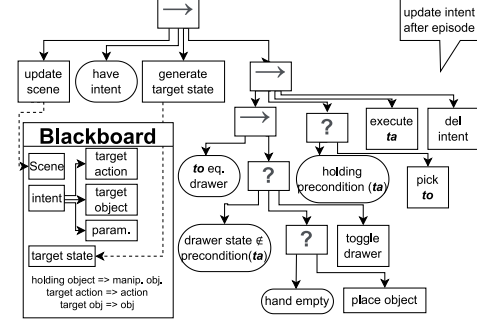 update intent
after episode
→
update
scene
have
intent
generate
target state
→
→
?
execute
ta
del
intent
to eq.
drawer
?
holding
precondition (ta)
pick
to
drawer state ∉
precondition(ta)
?
toggle
drawer
hand empty
place object
Blackboard
Scene
target
action
intent
target
object
param.
target state
holding object => manip. obj.
target action => action
target obj => obj